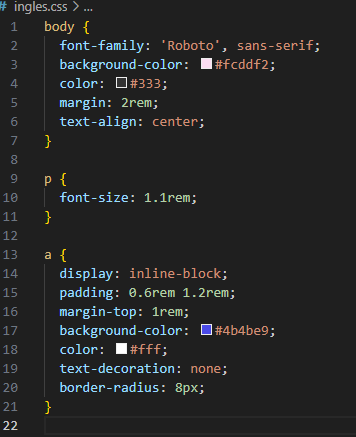 ingles.css > ...
1 body {
2 font-family: 'Roboto', sans-serif;
3 background-color: #fcddf2;
4 color: #333;
5 margin: 2rem;
6 text-align: center;
7 }
8
9 p {
10 font-size: 1.1rem;
11 }
12
13 a {
14 display: inline-block;
15 padding: 0.6rem 1.2rem;
16 margin-top: 1rem;
17 background-color: #4b4be9;
18 color: #fff;
19 text-decoration: none;
20 border-radius: 8px;
21 }
22